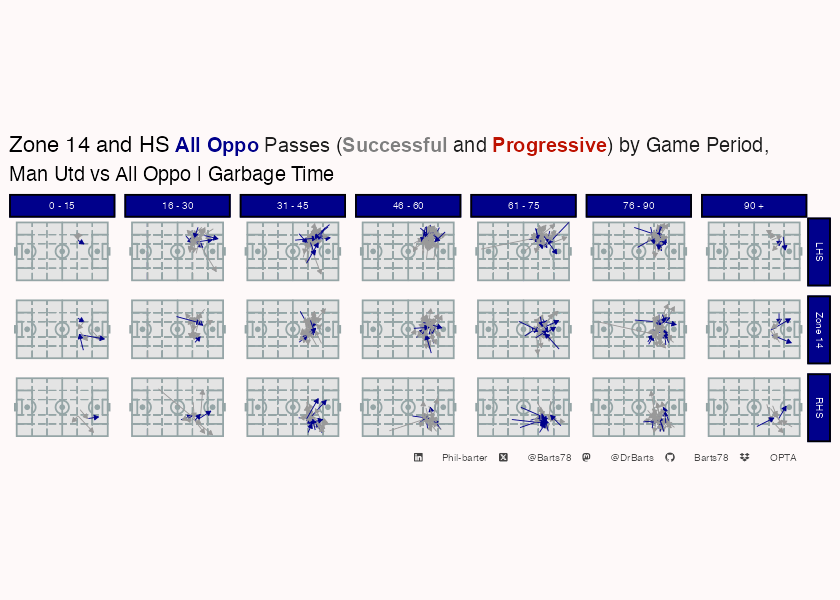 Zone 14 and HS All Oppo Passes (Successful and Progressive) by Game Period,
Man Utd vs All Oppo I Garbage Time
0 - 15 16 - 30 31 - 45 46 - 60 61 - 75 76 - 90 90 +
LHS
Zone 14
RHS
Phil-barter @Barts78 @DrBarts Barts78 OPTA